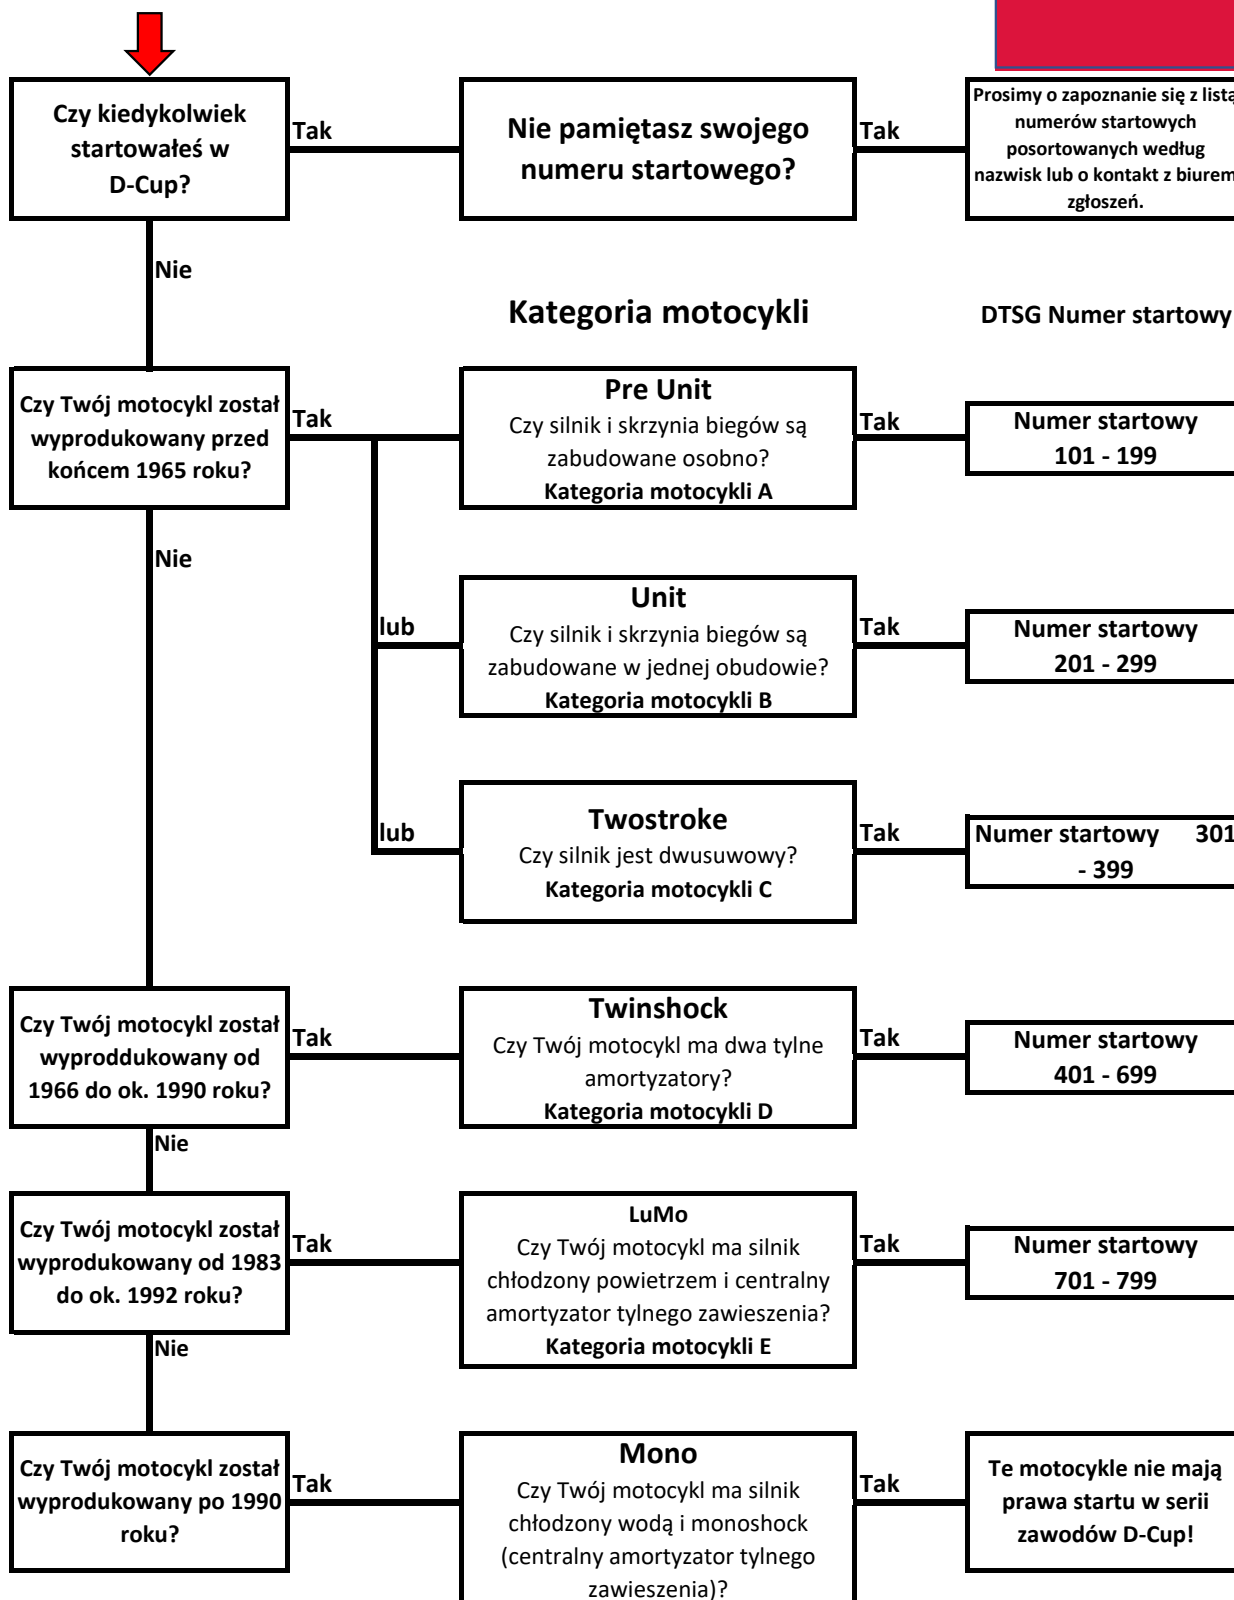 Czy kiedykolwiek
startowałeś w
D-Cup?
Tak
Nie pamiętasz swojego
numeru startowego?
Tak
Prosimy o zapoznanie się z listą
numerów startowych
posortowanych według
nazwisk lub o kontakt z biurem
zgłoszeń.
Nie
Kategoria motocykli
DTSG Numer startowy
Czy Twój motocykl został
wyprodukowany przed
końcem 1965 roku?
Tak
Pre Unit
Czy silnik i skrzynia biegów są
zabudowane osobno?
Kategoria motocykli A
Tak
Numer startowy
101 - 199
Nie
lub
Unit
Czy silnik i skrzynia biegów są
zabudowane w jednej obudowie?
Kategoria motocykli B
Tak
Numer startowy
201 - 299
lub
Twostroke
Czy silnik jest dwusuwowy?
Kategoria motocykli C
Tak
Numer startowy 301
- 399
Czy Twój motocykl został
wyproddukowany od
1966 do ok. 1990 roku?
Tak
Twinshock
Czy Twój motocykl ma dwa tylne
amortyzatory?
Kategoria motocykli D
Tak
Numer startowy
401 - 699
Nie
Czy Twój motocykl został
wyprodukowany od 1983
do ok. 1992 roku?
Tak
LuMo
Czy Twój motocykl ma silnik
chłodzony powietrzem i centralny
amortyzator tylnego zawieszenia?
Kategoria motocykli E
Tak
Numer startowy
701 - 799
Nie
Czy Twój motocykl został
wyprodukowany po 1990
roku?
Tak
Mono
Czy Twój motocykl ma silnik
chłodzony wodą i monoshock
(centralny amortyzator tylnego
zawieszenia)?
Tak
Te motocykle nie mają
prawa startu w serii
zawodów D-Cup!